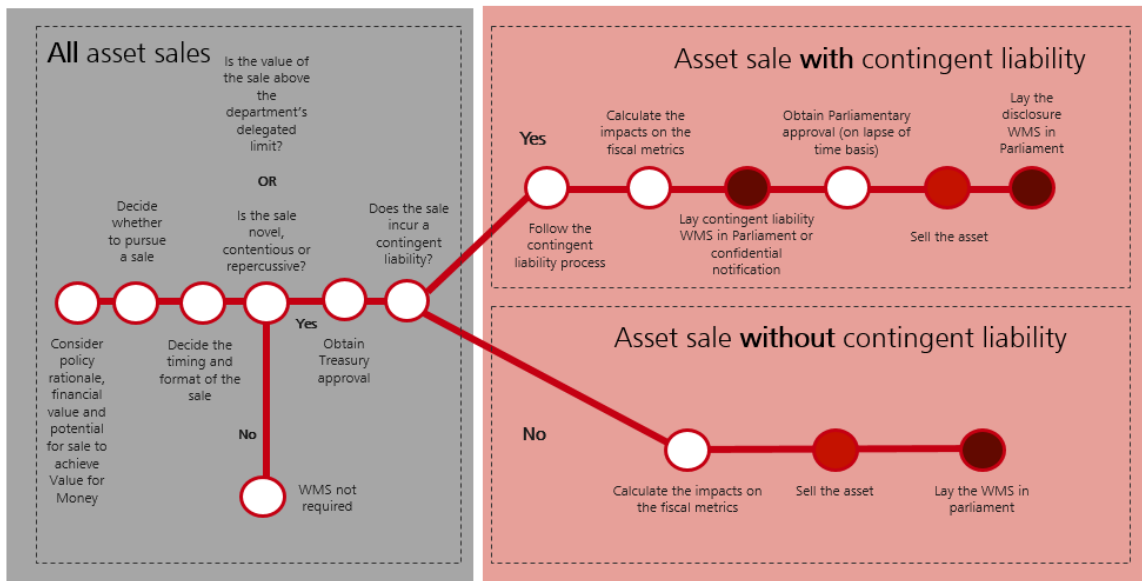 All asset sales
Is the value of
the sale above
the
department's
delegated
limit?
OR
Is the sale
novel,
contentious or
repercussive?
Decide
whether
to pursue
a sale
Does the sale
incur a
contingent
liability?
Consider
policy
rationale,
financial
value and
potential
for sale to
achieve
Value for
Money
Decide the
timing and
format of the
sale
Yes
Obtain
Treasury
approval
No
WMS not
required
Asset sale with contingent liability
Yes
Calculate the
impacts on the
fiscal metrics
Obtain Parliamentary
approval (on lapse of
time basis)
Lay the
disclosure
WMS in
Parliament
Follow the
contingent
liability process
Lay contingent liability
WMS in Parliament or
confidential
notification
Sell the asset
Asset sale without contingent liability
No
Calculate the impacts on
the fiscal metrics
Sell the asset
Lay the WMS in
parliament